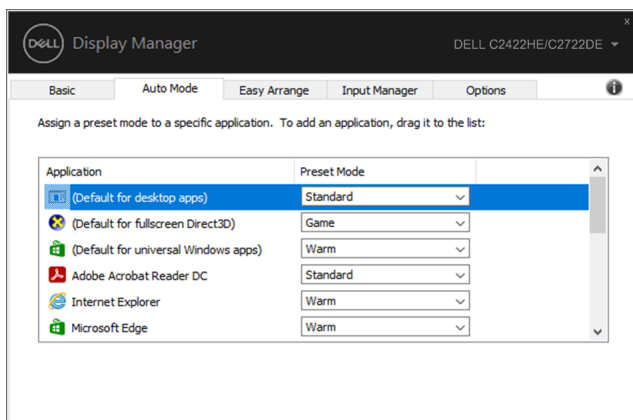 x
DELL Display Manager DELL C2422HE/C2722DE
Basic Auto Mode Easy Arrange Input Manager Options
Assign a preset mode to a specific application. To add an application, drag it to the list:
Application Preset Mode
(Default for desktop apps) Standard
(Default for fullscreen Direct3D) Game
(Default for universal Windows apps) Warm
Adobe Acrobat Reader DC Standard
Internet Explorer Warm
Microsoft Edge Warm